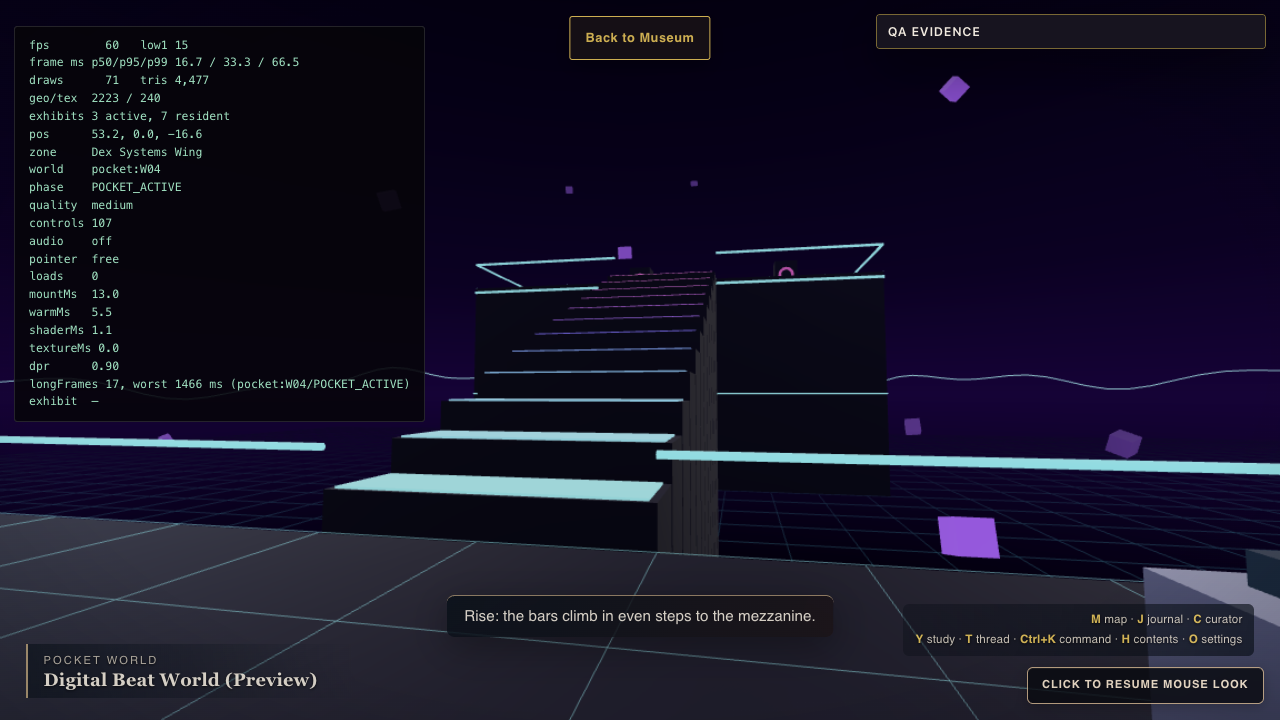 fps 60 low1 15
frame ms p50/p95/p99 16.7 / 33.3 / 66.5
draws 71 tris 4,477
geo/tex 2223 / 240
exhibits 3 active, 7 resident
pos 53.2, 0.0, −16.6
zone Dex Systems Wing
world pocket:W04
phase POCKET_ACTIVE
quality medium
controls 107
audio off
pointer free
loads 0
mountMs 13.0
warmMs 5.5
shaderMs 1.1
textureMs 0.0
dpr 0.90
longFrames 17, worst 1466 ms (pocket:W04/POCKET_ACTIVE)
exhibit —
Back to Museum
QA EVIDENCE
Rise: the bars climb in even steps to the mezzanine.
M map · J journal · C curator
Y study · T thread · Ctrl+K command · H contents · O settings
CLICK TO RESUME MOUSE LOOK
POCKET WORLD
Digital Beat World (Preview)